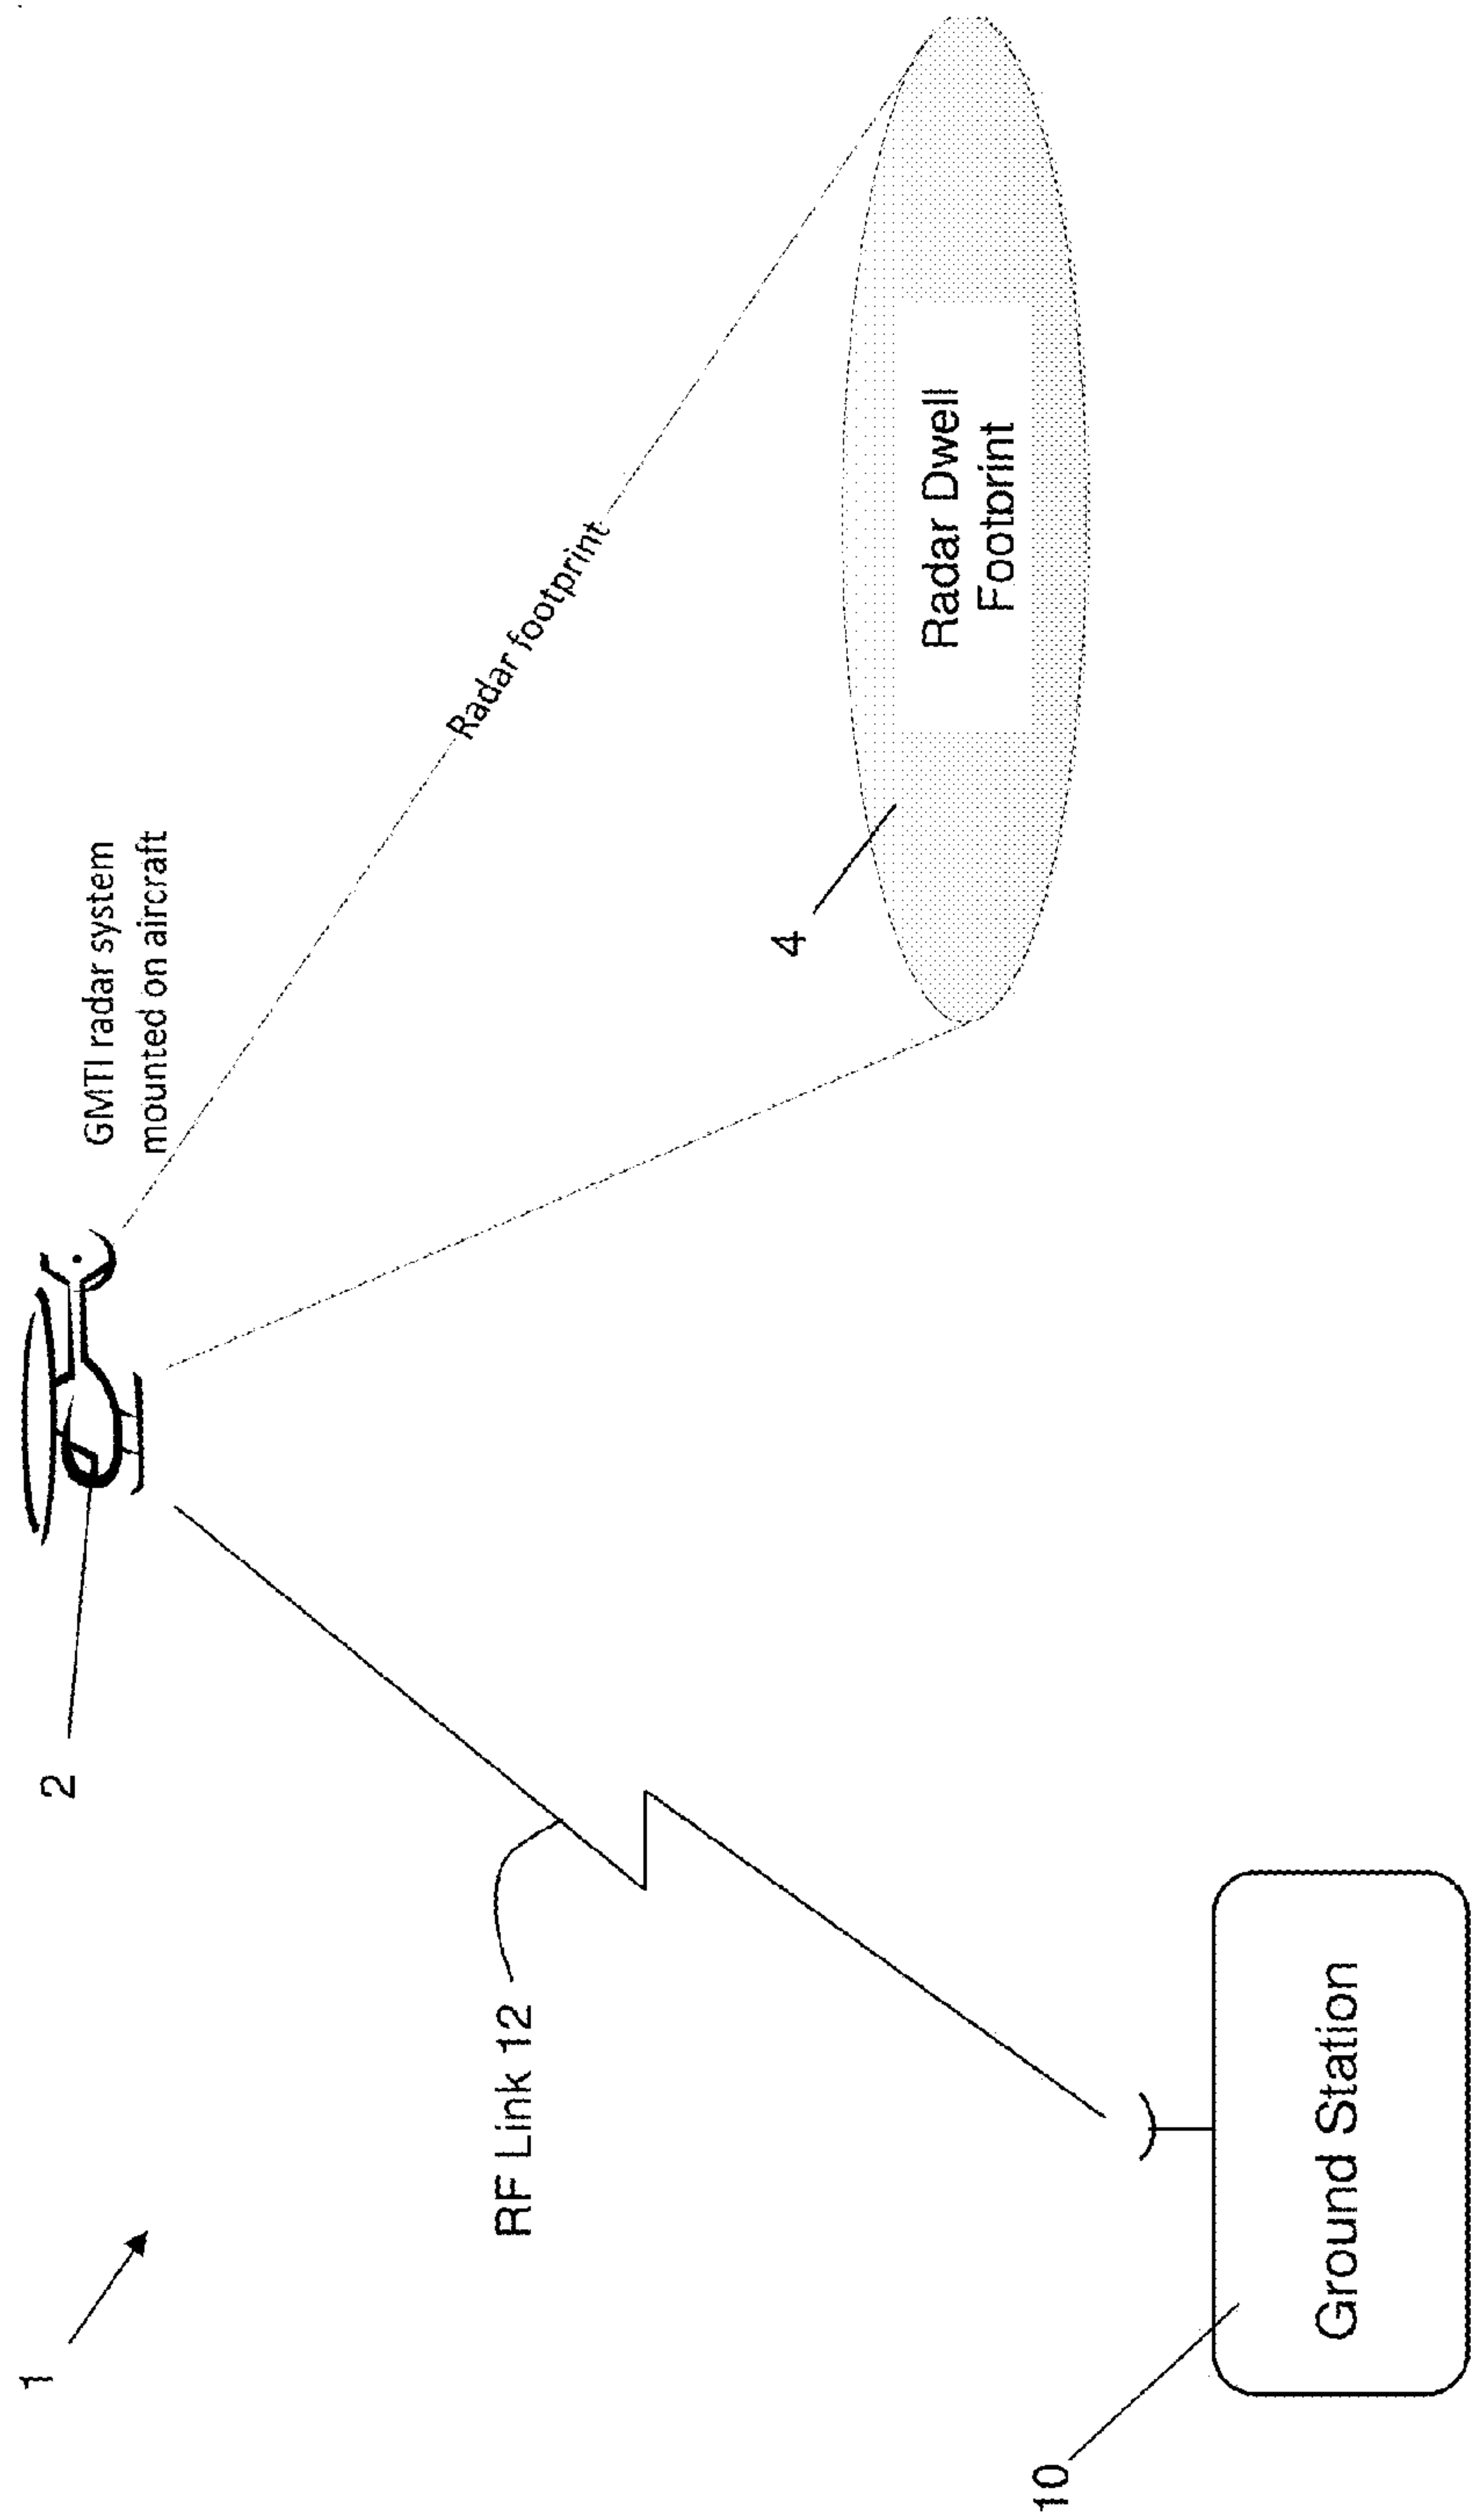 1
2
GMTI radar system
mounted on aircraft
RF Link 12
Radar footprint
4
Radar Dwell
Footprint
10
Ground Station